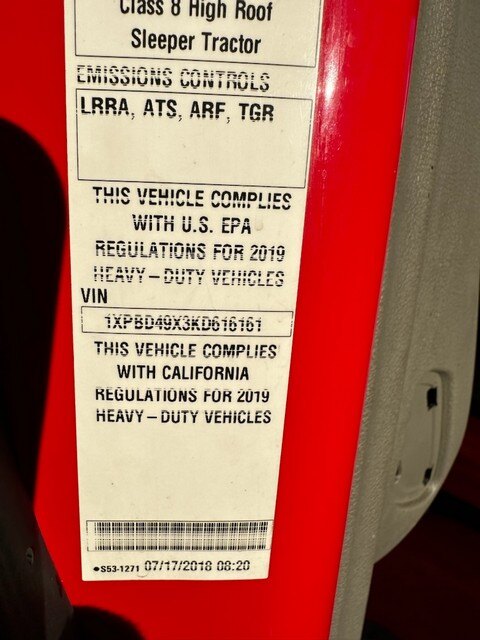 Class 8 High Roof
Sleeper Tractor
EMISSIONS CONTROLS
LRRA, ATS, ARF, TGR
THIS VEHICLE COMPLIES
WITH U.S. EPA
REGULATIONS FOR 2019
HEAVY-DUTY VEHICLES
VIN
1XPBD49X3KD616161
THIS VEHICLE COMPLIES
WITH CALIFORNIA
REGULATIONS FOR 2019
HEAVY-DUTY VEHICLES
●S53-1271 07/17/2018 08:20